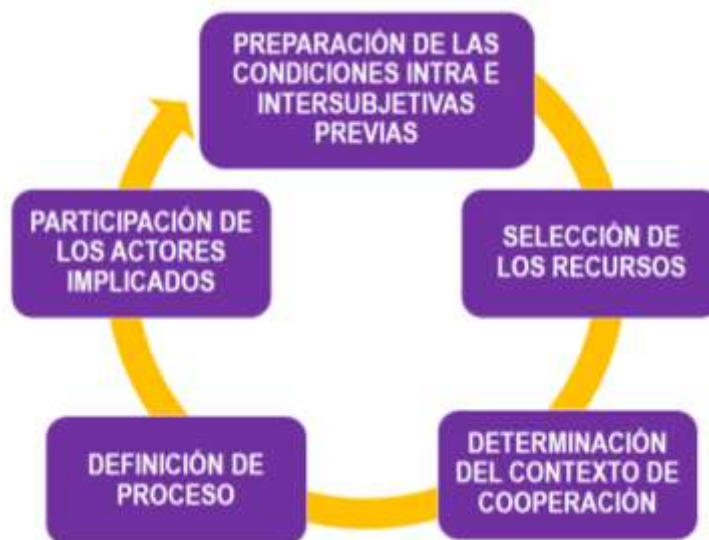 PREPARACIÓN DE LAS
CONDICIONES INTRA E
INTERSUBJETIVAS
PREVIAS
SELECCIÓN DE
LOS RECURSOS
DETERMINACIÓN
DEL CONTEXTO DE
COOPERACIÓN
DEFINICIÓN DE
PROCESO
PARTICIPACIÓN DE
LOS ACTORES
IMPLICADOS